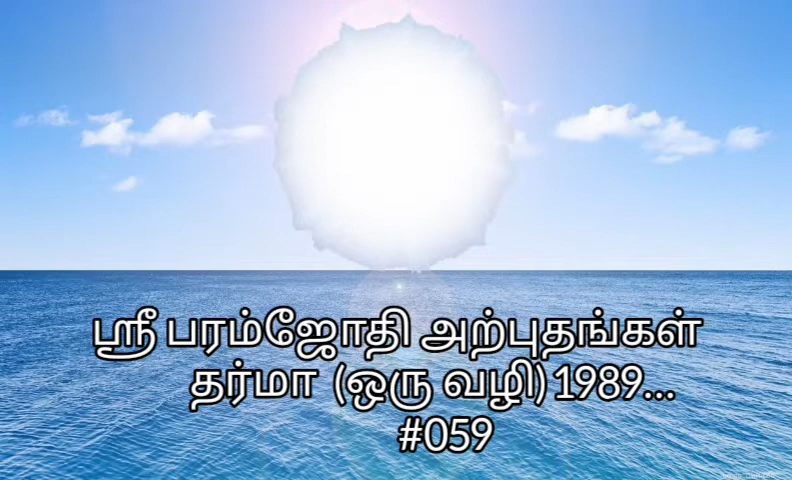 ஸ்ரீ பரம்ஜோதி அற்புதங்கள்
தர்மா (ஒரு வழி) 1989...
#059